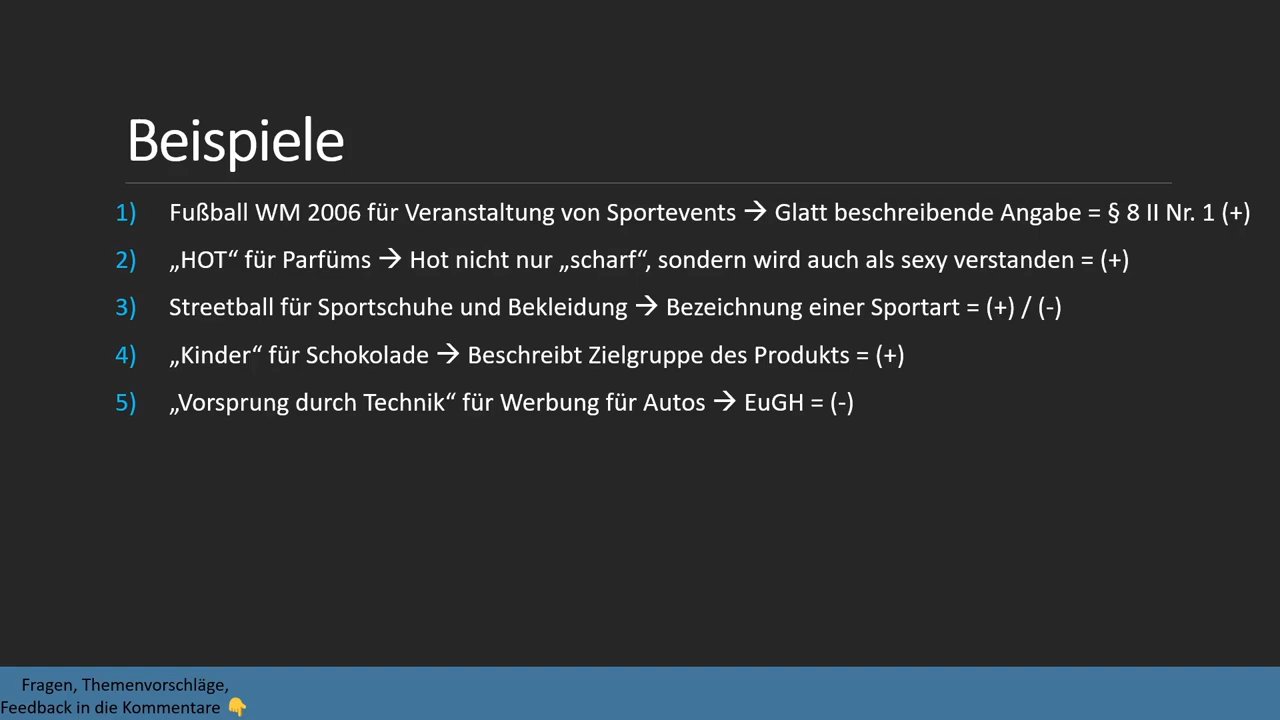 Beispiele
1) Fußball WM 2006 für Veranstaltung von Sportevents → Glatt beschreibende Angabe = § 8 II Nr. 1 (+)
2) „HOT“ für Parfüms → Hot nicht nur „scharf“, sondern wird auch als sexy verstanden = (+)
3) Streetball für Sportschuhe und Bekleidung → Bezeichnung einer Sportart = (+) / (-)
4) „Kinder“ für Schokolade → Beschreibt Zielgruppe des Produkts = (+)
5) „Vorsprung durch Technik“ für Werbung für Autos → EuGH = (-)
Fragen, Themenvorschläge,
Feedback in die Kommentare 👇